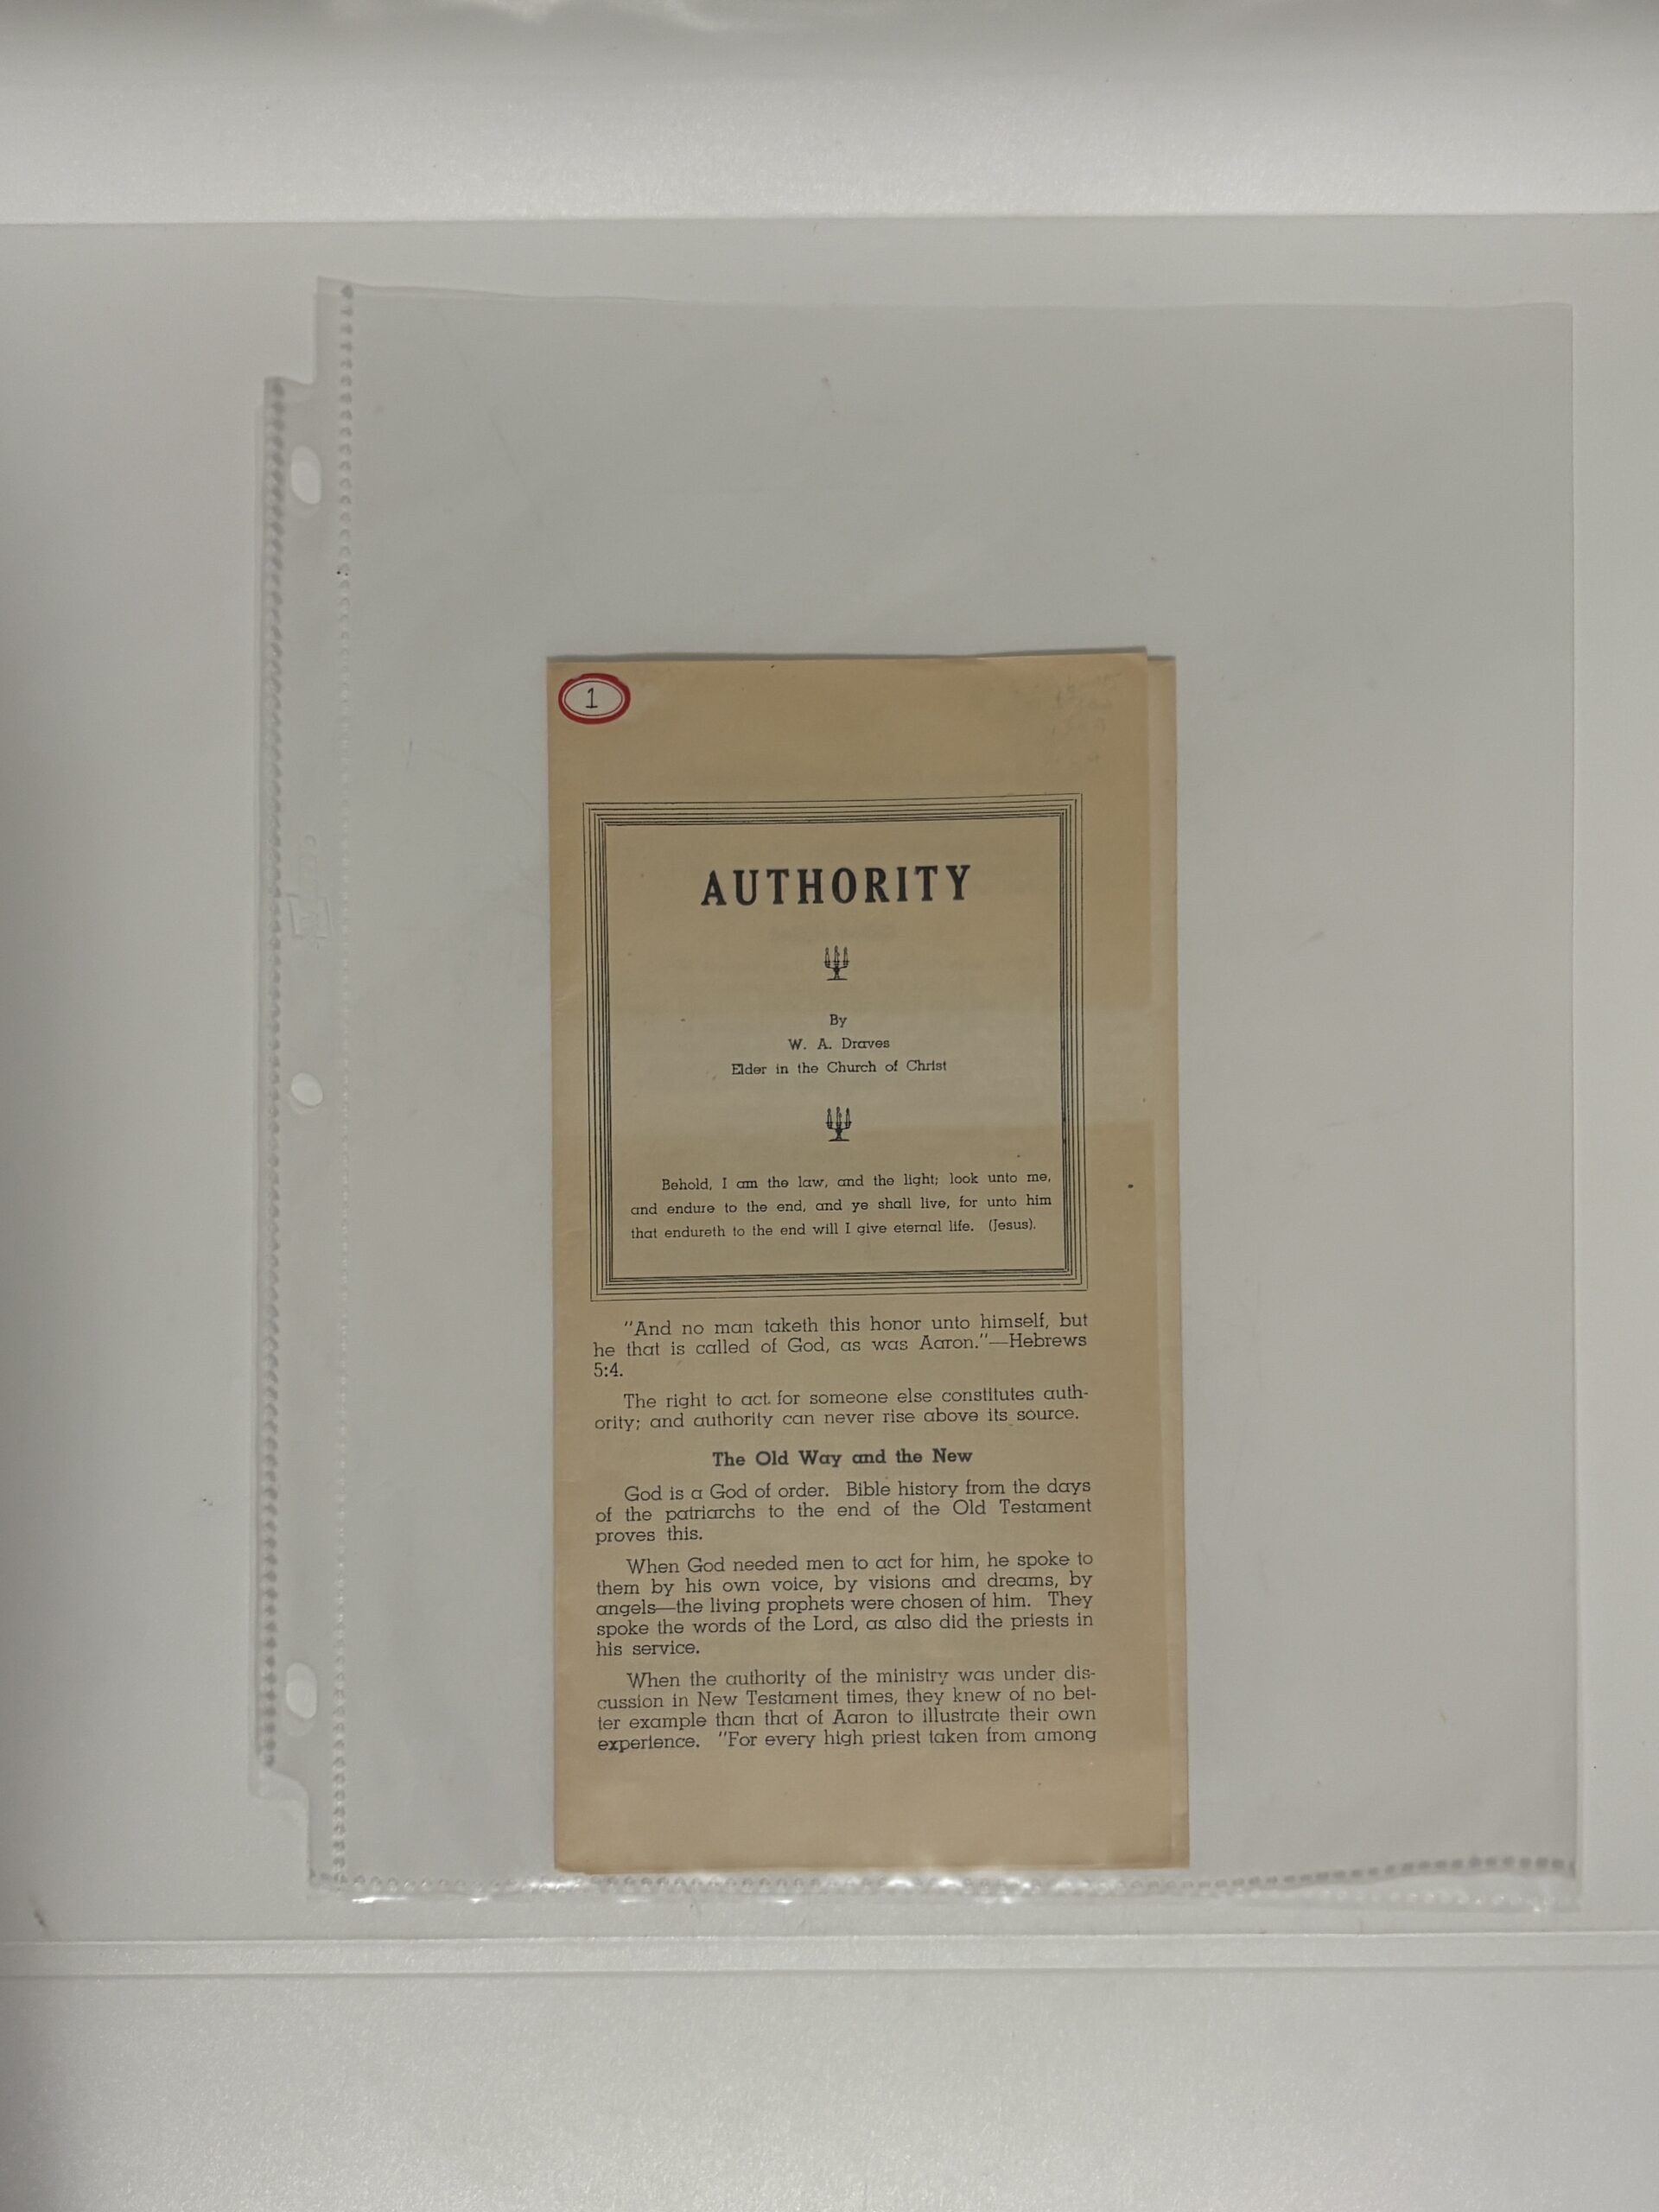 1
AUTHORITY
By
W. A. Draves
Elder in the Church of Christ
Behold, I am the law, and the light; look unto me,
and endure to the end, and ye shall live, for unto him
that endureth to the end will I give eternal life. (Jesus).
"And no man taketh this honor unto himself, but
he that is called of God, as was Aaron."—Hebrews
5:4.
The right to act for someone else constitutes auth-
ority; and authority can never rise above its source.
The Old Way and the New
God is a God of order. Bible history from the days
of the patriarchs to the end of the Old Testament
proves this.
When God needed men to act for him, he spoke to
them by his own voice, by visions and dreams, by
angels—the living prophets were chosen of him. They
spoke the words of the Lord, as also did the priests in
his service.
When the authority of the ministry was under dis-
cussion in New Testament times, they knew of no bet-
ter example than that of Aaron to illustrate their own
experience. "For every high priest taken from among